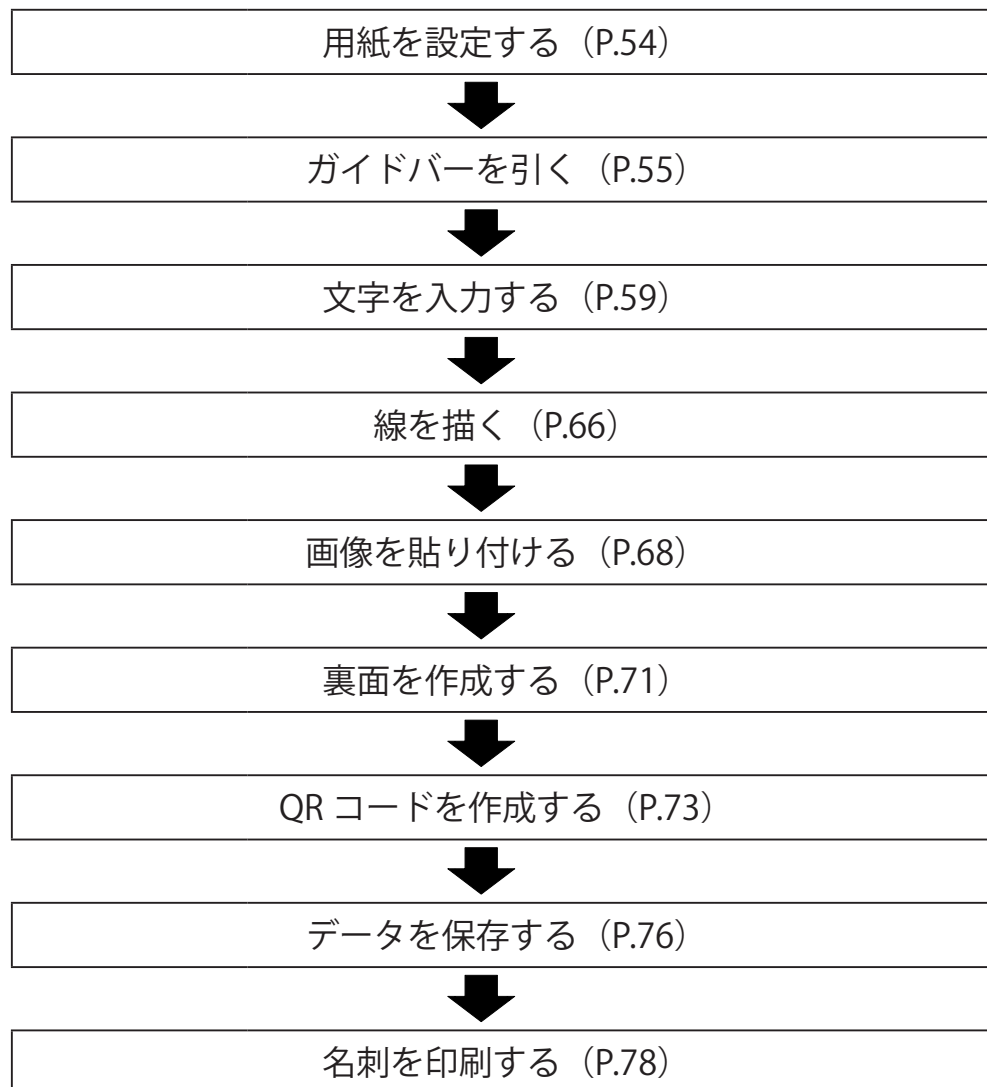 用紙を設定する（P.54）
ガイドバーを引く（P.55）
文字を入力する（P.59）
線を描く（P.66）
画像を貼り付ける（P.68）
裏面を作成する（P.71）
QR コードを作成する（P.73）
データを保存する（P.76）
名刺を印刷する（P.78）